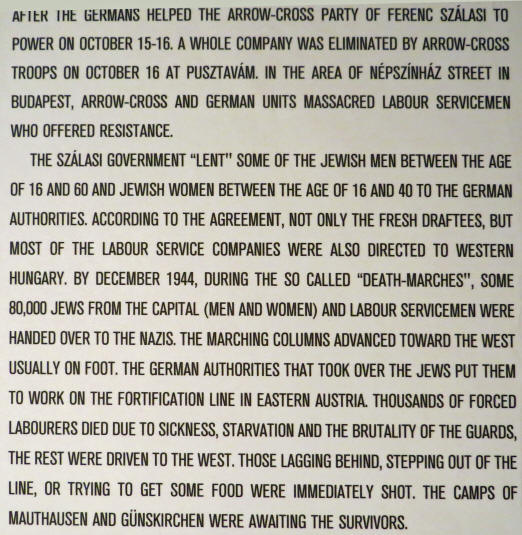 AFTER THE GERMANS HELPED THE ARROW-CROSS PARTY OF FERENC SZÁLASI TO
POWER ON OCTOBER 15-16. A WHOLE COMPANY WAS ELIMINATED BY ARROW-CROSS
TROOPS ON OCTOBER 16 AT PUSZTAVÁM. IN THE AREA OF NÉPSZÍNHÁZ STREET IN
BUDAPEST, ARROW-CROSS AND GERMAN UNITS MASSACRED LABOUR SERVICEMEN
WHO OFFERED RESISTANCE.
THE SZÁLASI GOVERNMENT "LENT" SOME OF THE JEWISH MEN BETWEEN THE AGE
OF 16 AND 60 AND JEWISH WOMEN BETWEEN THE AGE OF 16 AND 40 TO THE GERMAN
AUTHORITIES. ACCORDING TO THE AGREEMENT, NOT ONLY THE FRESH DRAFTEES, BUT
MOST OF THE LABOUR SERVICE COMPANIES WERE ALSO DIRECTED TO WESTERN
HUNGARY. BY DECEMBER 1944, DURING THE SO CALLED "DEATH-MARCHES", SOME
80,000 JEWS FROM THE CAPITAL (MEN AND WOMEN) AND LABOUR SERVICEMEN WERE
HANDED OVER TO THE NAZIS. THE MARCHING COLUMNS ADVANCED TOWARD THE WEST
USUALLY ON FOOT. THE GERMAN AUTHORITIES THAT TOOK OVER THE JEWS PUT THEM
TO WORK ON THE FORTIFICATION LINE IN EASTERN AUSTRIA. THOUSANDS OF FORCED
LABOURERS DIED DUE TO SICKNESS, STARVATION AND THE BRUTALITY OF THE GUARDS,
THE REST WERE DRIVEN TO THE WEST. THOSE LAGGING BEHIND, STEPPING OUT OF THE
LINE, OR TRYING TO GET SOME FOOD WERE IMMEDIATELY SHOT. THE CAMPS OF
MAUTHAUSEN AND GÜNSKIRCHEN WERE AWAITING THE SURVIVORS.